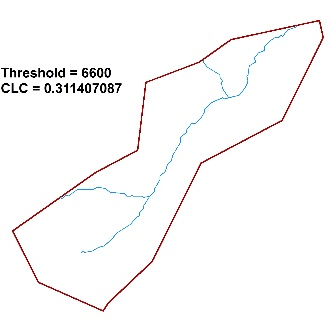 Threshold = 6600
CLC = 0.311407087